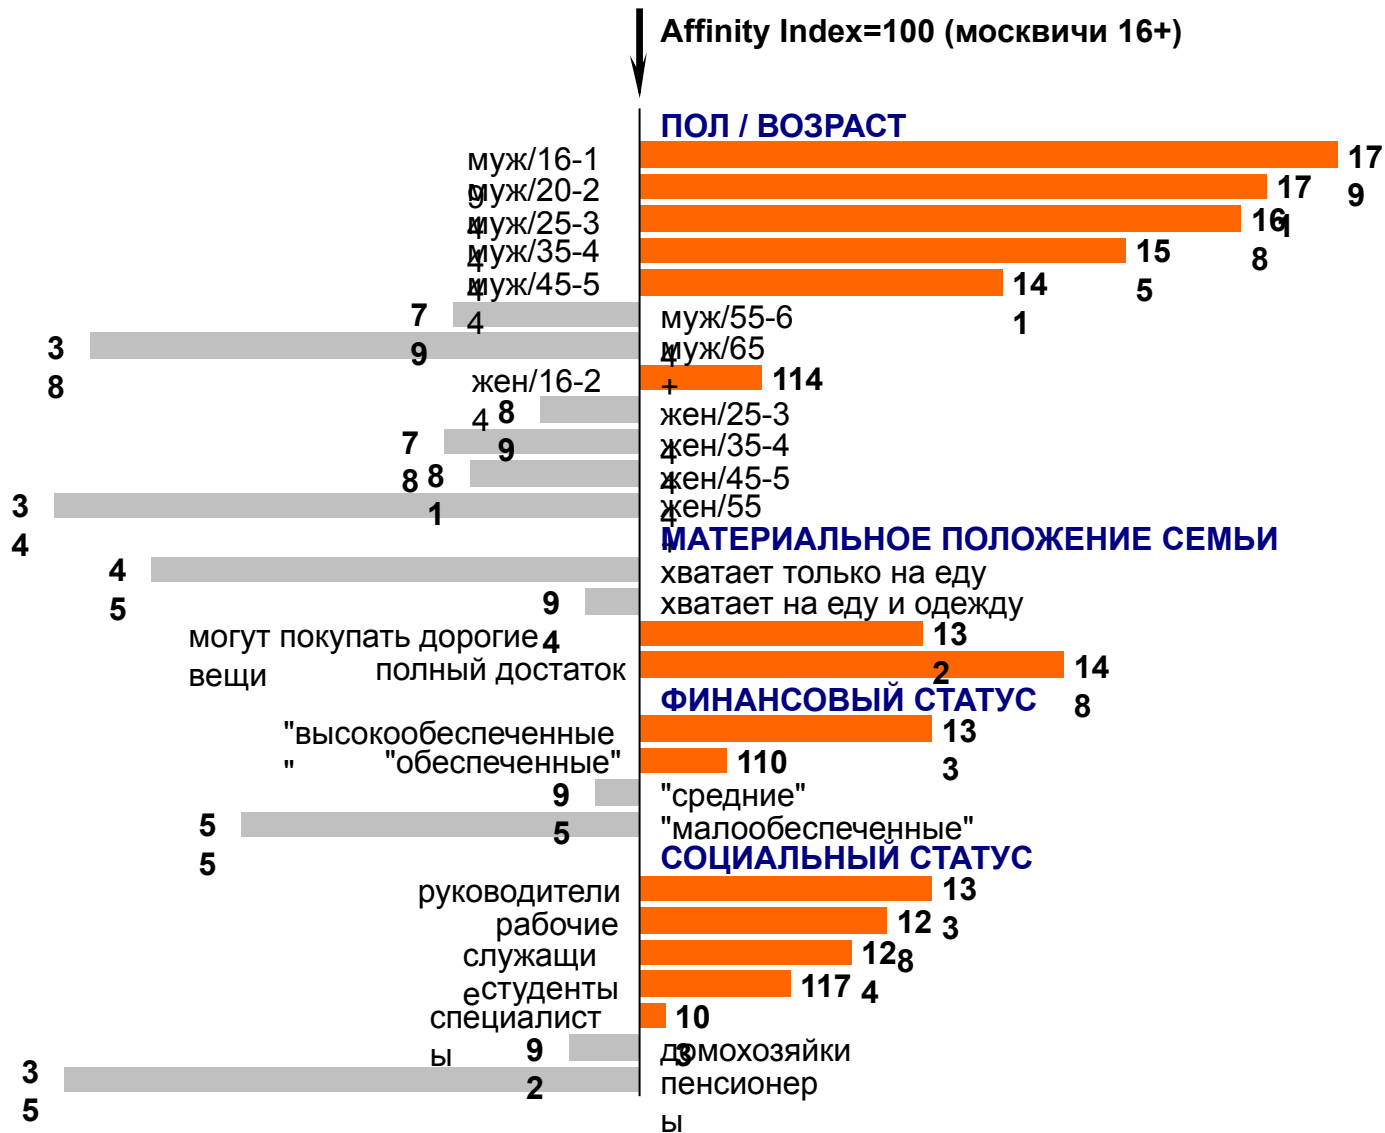 Affinity Index=100 (москвичи 16+)
ПОЛ / ВОЗРАСТ
муж/16-19
179
муж/20-24
171
муж/25-34
168
муж/35-44
155
муж/45-54
141
79
муж/55-64
38
муж/65+
жен/16-24
114
89
жен/25-34
78
жен/35-44
81
жен/45-54
34
жен/55+
МАТЕРИАЛЬНОЕ ПОЛОЖЕНИЕ СЕМЬИ
45
хватает только на еду
94
хватает на еду и одежду
могут покупать дорогие вещи
132
полный достаток
148
ФИНАНСОВЫЙ СТАТУС
"высокообеспеченные"
133
"обеспеченные"
110
95
"средние"
55
"малообеспеченные"
СОЦИАЛЬНЫЙ СТАТУС
руководители
133
рабочие
128
служащие
124
студенты
117
специалисты
103
92
домохозяйки
35
пенсионеры